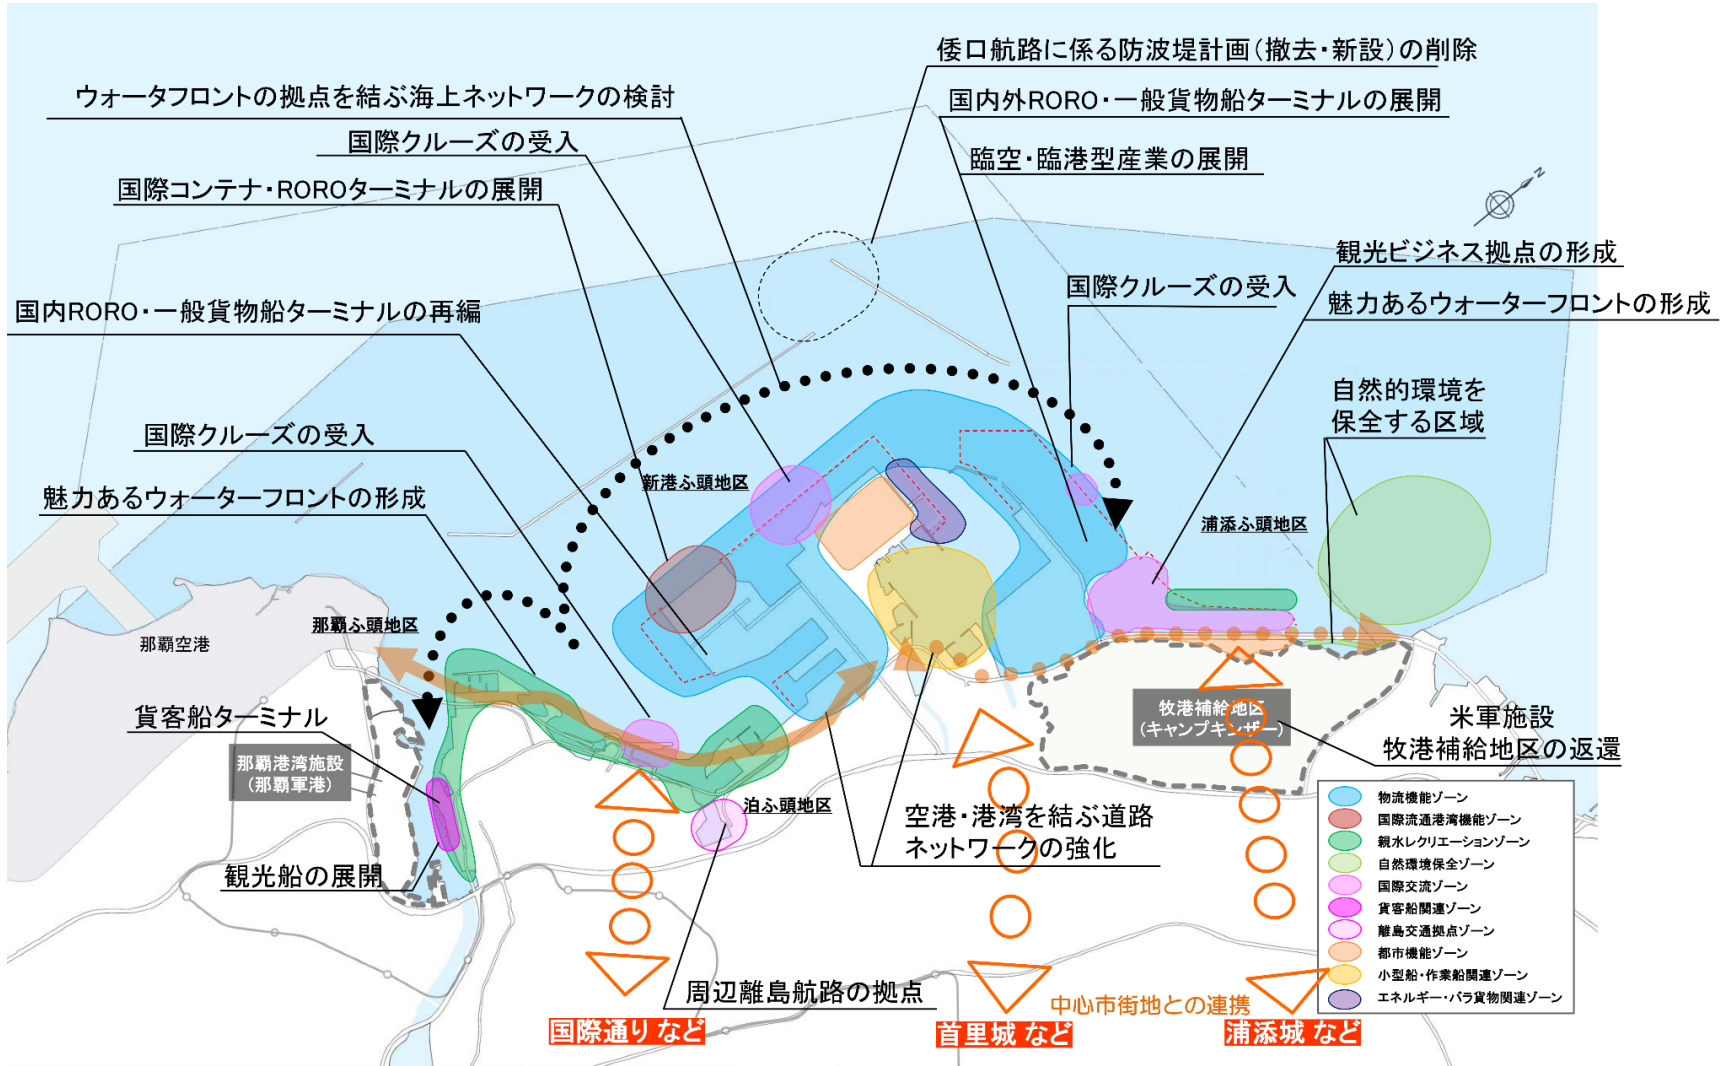 倭口航路に係る防波堤計画(撤去・新設)の削除
ウォータフロントの拠点を結ぶ海上ネットワークの検討
国内外RORO・一般貨物船ターミナルの展開
国際クルーズの受入
臨空・臨港型産業の展開
国際コンテナ・ROROターミナルの展開
N
観光ビジネス拠点の形成
国際クルーズの受入
魅力あるウォーターフロントの形成
国内RORO・一般貨物船ターミナルの再編
自然的環境を
保全する区域
国際クルーズの受入
新港ふ頭地区
魅力あるウォーターフロントの形成
浦添ふ頭地区
那覇ふ頭地区
那覇空港
貨客船ターミナル
牧港補給地区
(キャンプキンザー)
米軍施設
牧港補給地区の返還
那覇港湾施設
(那覇軍港)
泊ふ頭地区
空港・港湾を結ぶ道路
ネットワークの強化
観光船の展開
物流機能ゾーン
国際流通港湾機能ゾーン
親水レクリエーションゾーン
自然環境保全ゾーン
国際交流ゾーン
貨客船関連ゾーン
離島交通拠点ゾーン
都市機能ゾーン
小型船・作業船関連ゾーン
エネルギー・バラ貨物関連ゾーン
周辺離島航路の拠点
中心市街地との連携
国際通り など
首里城 など
浦添城 など